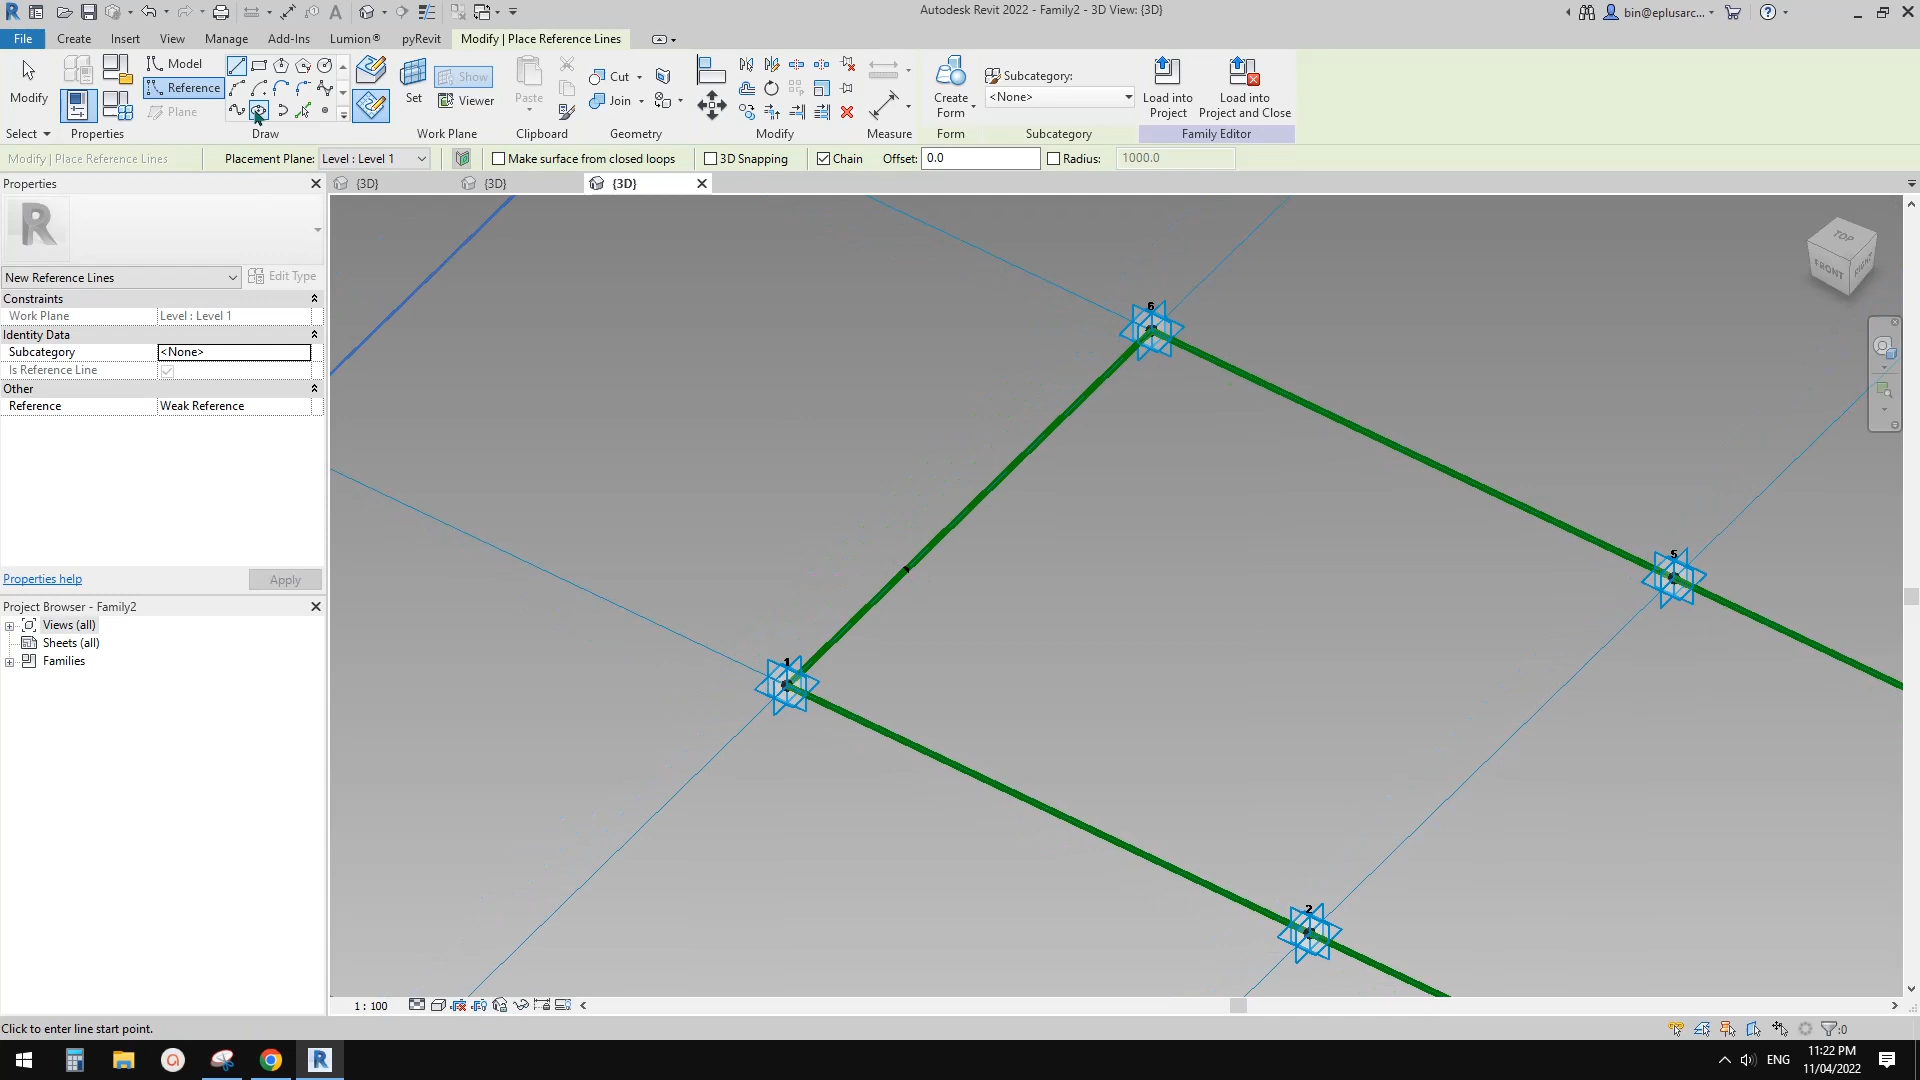 Autodesk Revit 2022 - Family2 - 3D View: {3D}
bin@eplusarc...
File Create Insert View Manage Add-Ins Lumion® pyRevit Modify | Place Reference Lines
Modify
Select
Properties
Model
Reference
Plane
Draw
Set
Show
Viewer
Work Plane
Paste
Clipboard
Cut
Join
Geometry
Modify
Measure
Create
Form
Form
Subcategory:
<None>
Subcategory
Load into
Project
Load into
Project and Close
Family Editor
Modify | Place Reference Lines
Placement Plane: Level : Level 1
Make surface from closed loops
3D Snapping
Chain
Offset: 0.0
Radius: 1000.0
Properties
{3D} {3D} {3D}
R
New Reference Lines
Edit Type
Constraints
Work Plane Level : Level 1
Identity Data
Subcategory <None>
Is Reference Line
Other
Reference Weak Reference
Properties help
Apply
Project Browser - Family2
Views (all)
Sheets (all)
Families
TOP
FRONT
RIGHT
6
5
1
2
1 : 100
Click to enter line start point.
:0
ENG
11:22 PM
11/04/2022